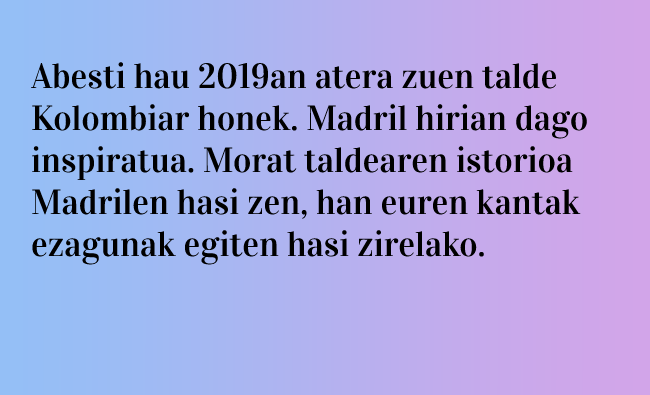 Abesti hau 2019an atera zuen talde
Kolombiar honek. Madril hirian dago
inspiratua. Morat taldearen istorioa
Madrilen hasi zen, han euren kantak
ezagunak egiten hasi zirelako.